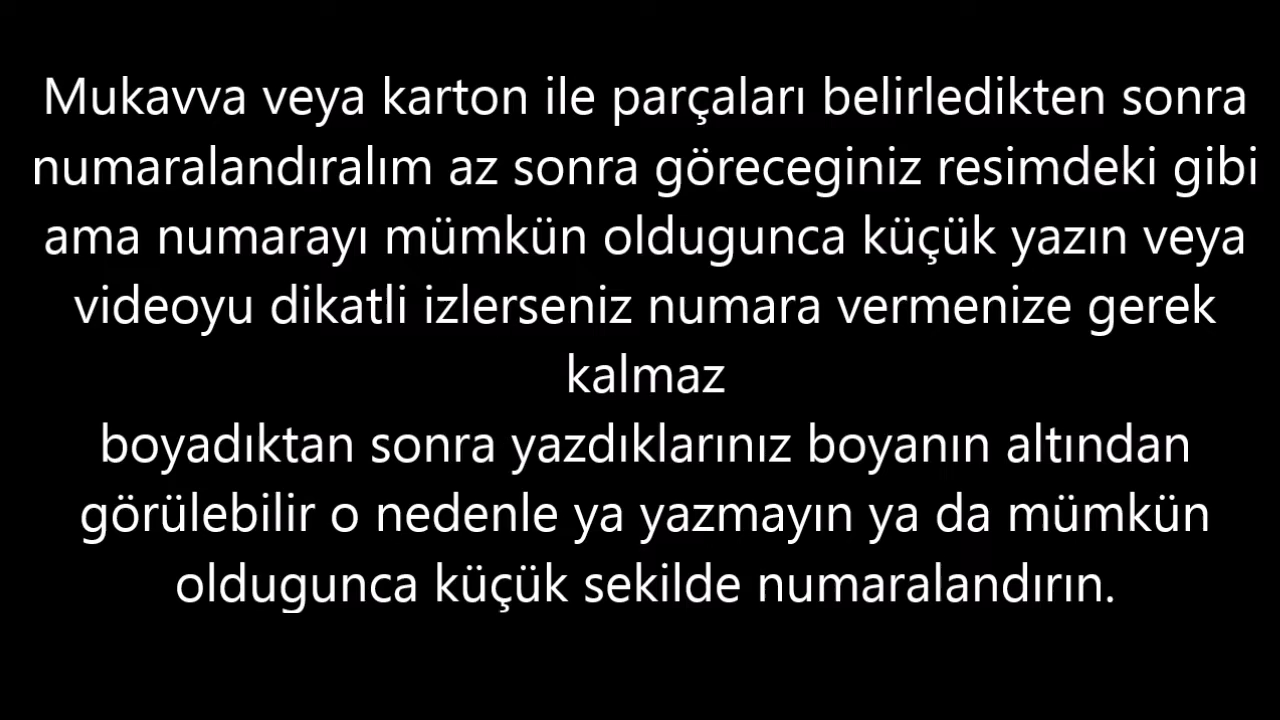 Mukavva veya karton ile parçaları belirledikten sonra
numaralandıralım az sonra göreceginiz resimdeki gibi
ama numarayı mümkün oldugunca küçük yazın veya
videoyu dikatli izlerseniz numara vermenize gerek
kalmaz
boyadıktan sonra yazdıklarınız boyanın altından
görülebilir o nedenle ya yazmayın ya da mümkün
oldugunca küçük sekilde numaralandırın.